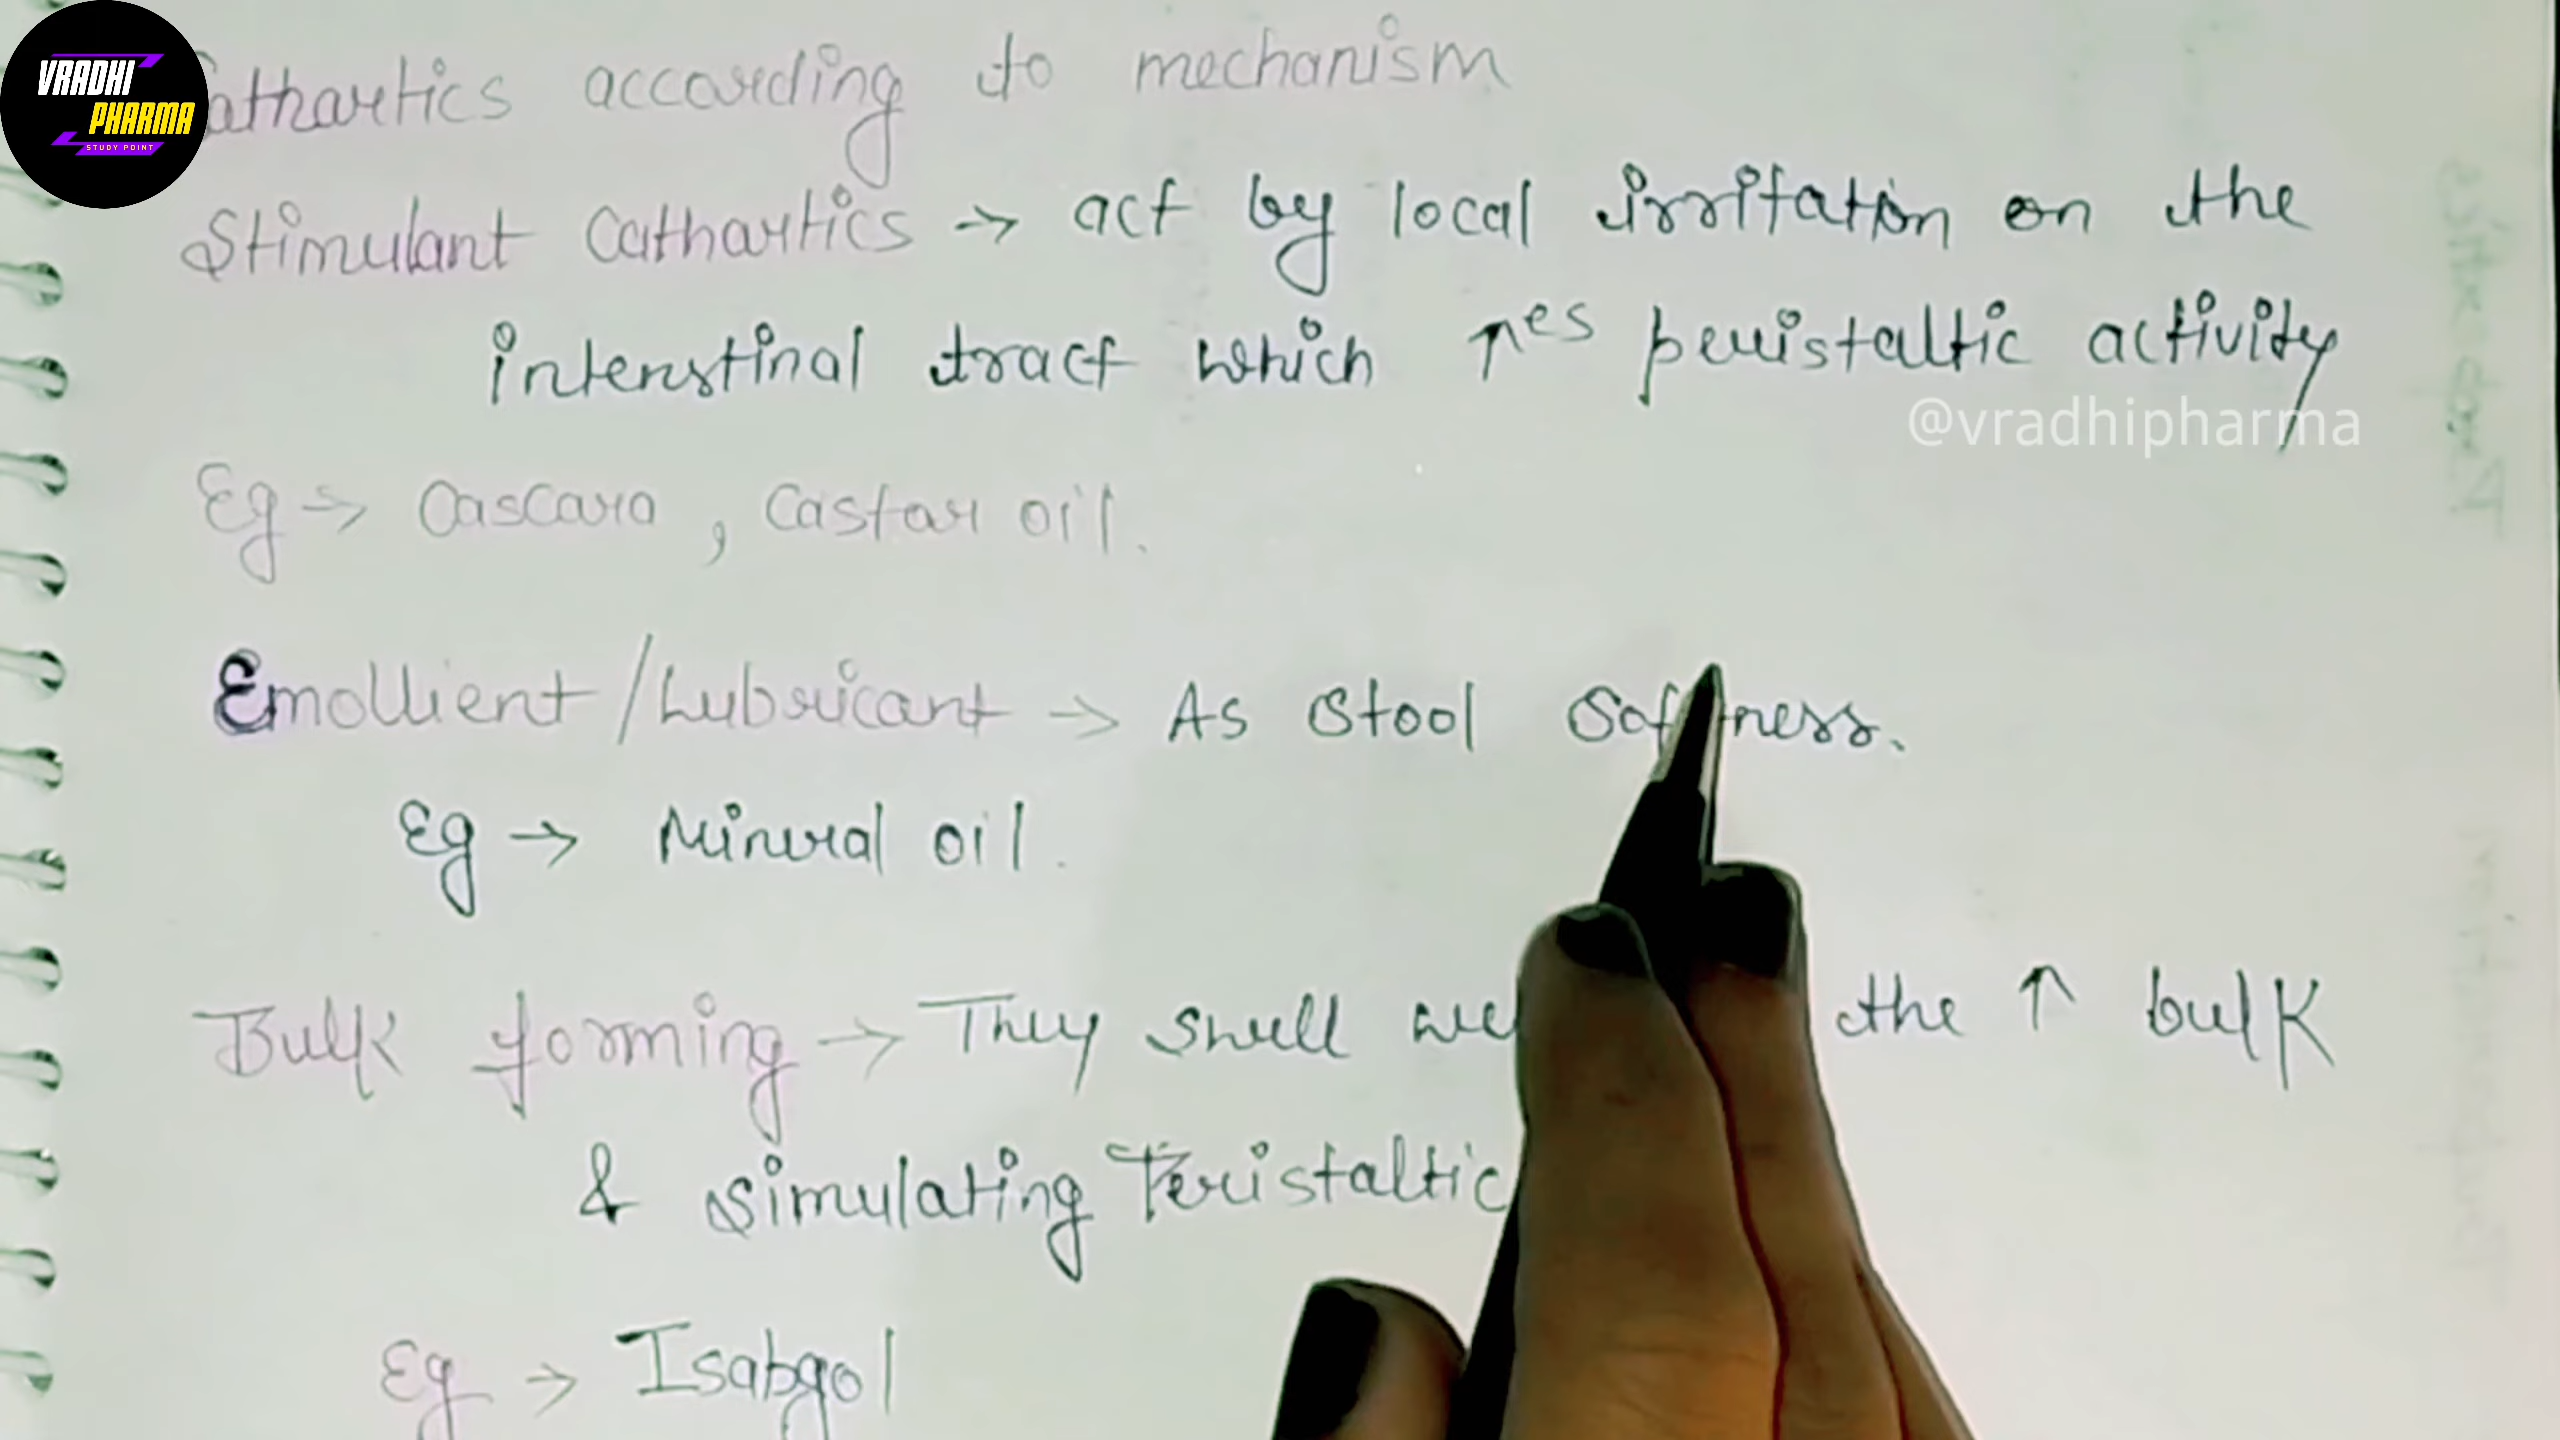 VRADHI
PHARMA
STUDY POINT
athartics according to mechanism
Stimulant Cathartics → act by local irritation on the
intenstinal tract which ↑es peristaltic activity
@vradhipharma
Eg → Cascara , Castar oil.
Emollient/Lubricant → As Stool Softness.
Eg → Mineral oil.
Bulk forming → They swell the ↑ bulk
& Simulating Peristaltic
Eg → Isabgol